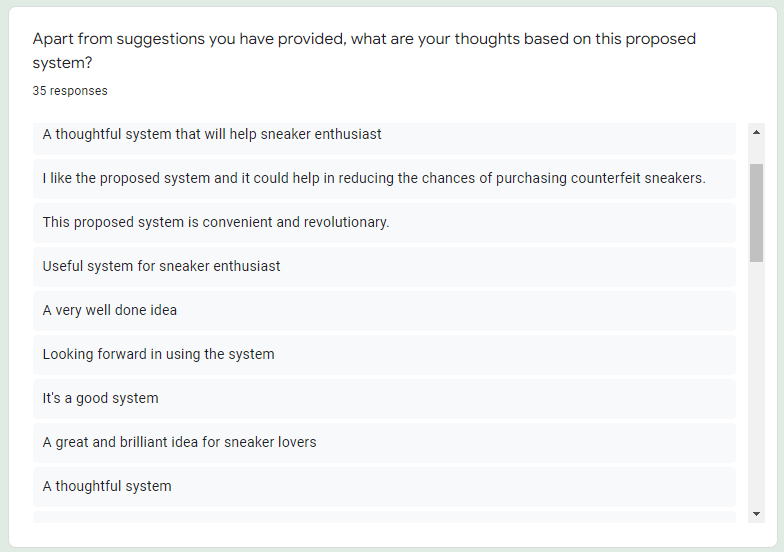 Apart from suggestions you have provided, what are your thoughts based on this proposed
system?
35 responses
A thoughtful system that will help sneaker enthusiast
I like the proposed system and it could help in reducing the chances of purchasing counterfeit sneakers.
This proposed system is convenient and revolutionary.
Useful system for sneaker enthusiast
A very well done idea
Looking forward in using the system
It's a good system
A great and brilliant idea for sneaker lovers
A thoughtful system